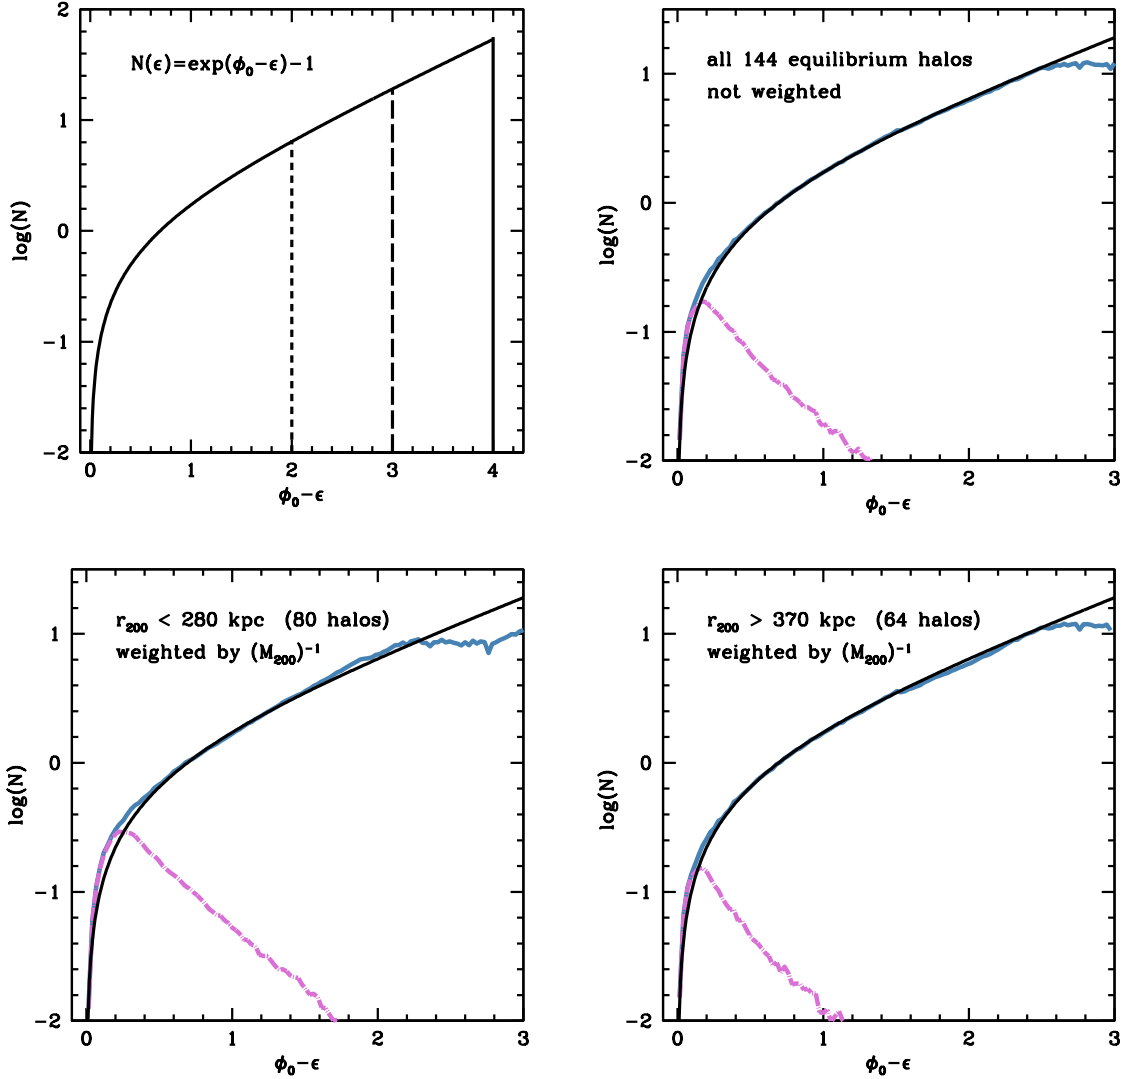 2
1
0
−1
−2
log(N)
N(ϵ)=exp(ϕ₀−ϵ)−1
0 1 2 3 4
ϕ₀−ϵ
1
0
−1
−2
log(N)
all 144 equilibrium halos
not weighted
0 1 2 3
ϕ₀−ϵ
1
0
−1
−2
log(N)
r₂₀₀ < 280 kpc (80 halos)
weighted by (M₂₀₀)⁻¹
0 1 2 3
ϕ₀−ϵ
1
0
−1
−2
log(N)
r₂₀₀ > 370 kpc (64 halos)
weighted by (M₂₀₀)⁻¹
0 1 2 3
ϕ₀−ϵ